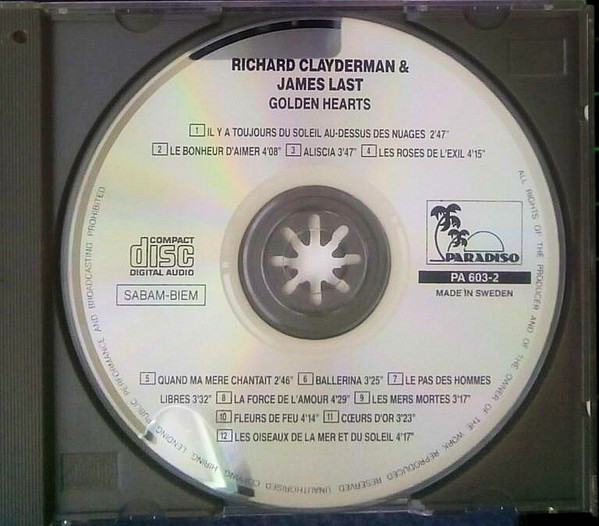 RICHARD CLAYDERMAN &
JAMES LAST
GOLDEN HEARTS
1 IL Y A TOUJOURS DU SOLEIL AU-DESSUS DES NUAGES 2'47"
2 LE BONHEUR D'AIMER 4'08" 3 ALISCIA 3'47" 4 LES ROSES DE L'EXIL 4'15"
COMPACT
disc
DIGITAL AUDIO
SABAM-BIEM
PARADISO
PA 603-2
MADE IN SWEDEN
5 QUAND MA MERE CHANTAIT 2'46" 6 BALLERINA 3'25" 7 LE PAS DES HOMMES
LIBRES 3'32" 8 LA FORCE DE L'AMOUR 4'29" 9 LES MERS MORTES 3'17"
10 FLEURS DE FEU 4'14" 11 CŒURS D'OR 3'23"
12 LES OISEAUX DE LA MER ET DU SOLEIL 4'17"
ALL RIGHTS OF THE PRODUCER AND OF THE OWNER OF THE WORK REPRODUCED RESERVED UNAUTHORISED COPYING, HIRING, LENDING, PUBLIC PERFORMANCE AND BROADCASTING PROHIBITED